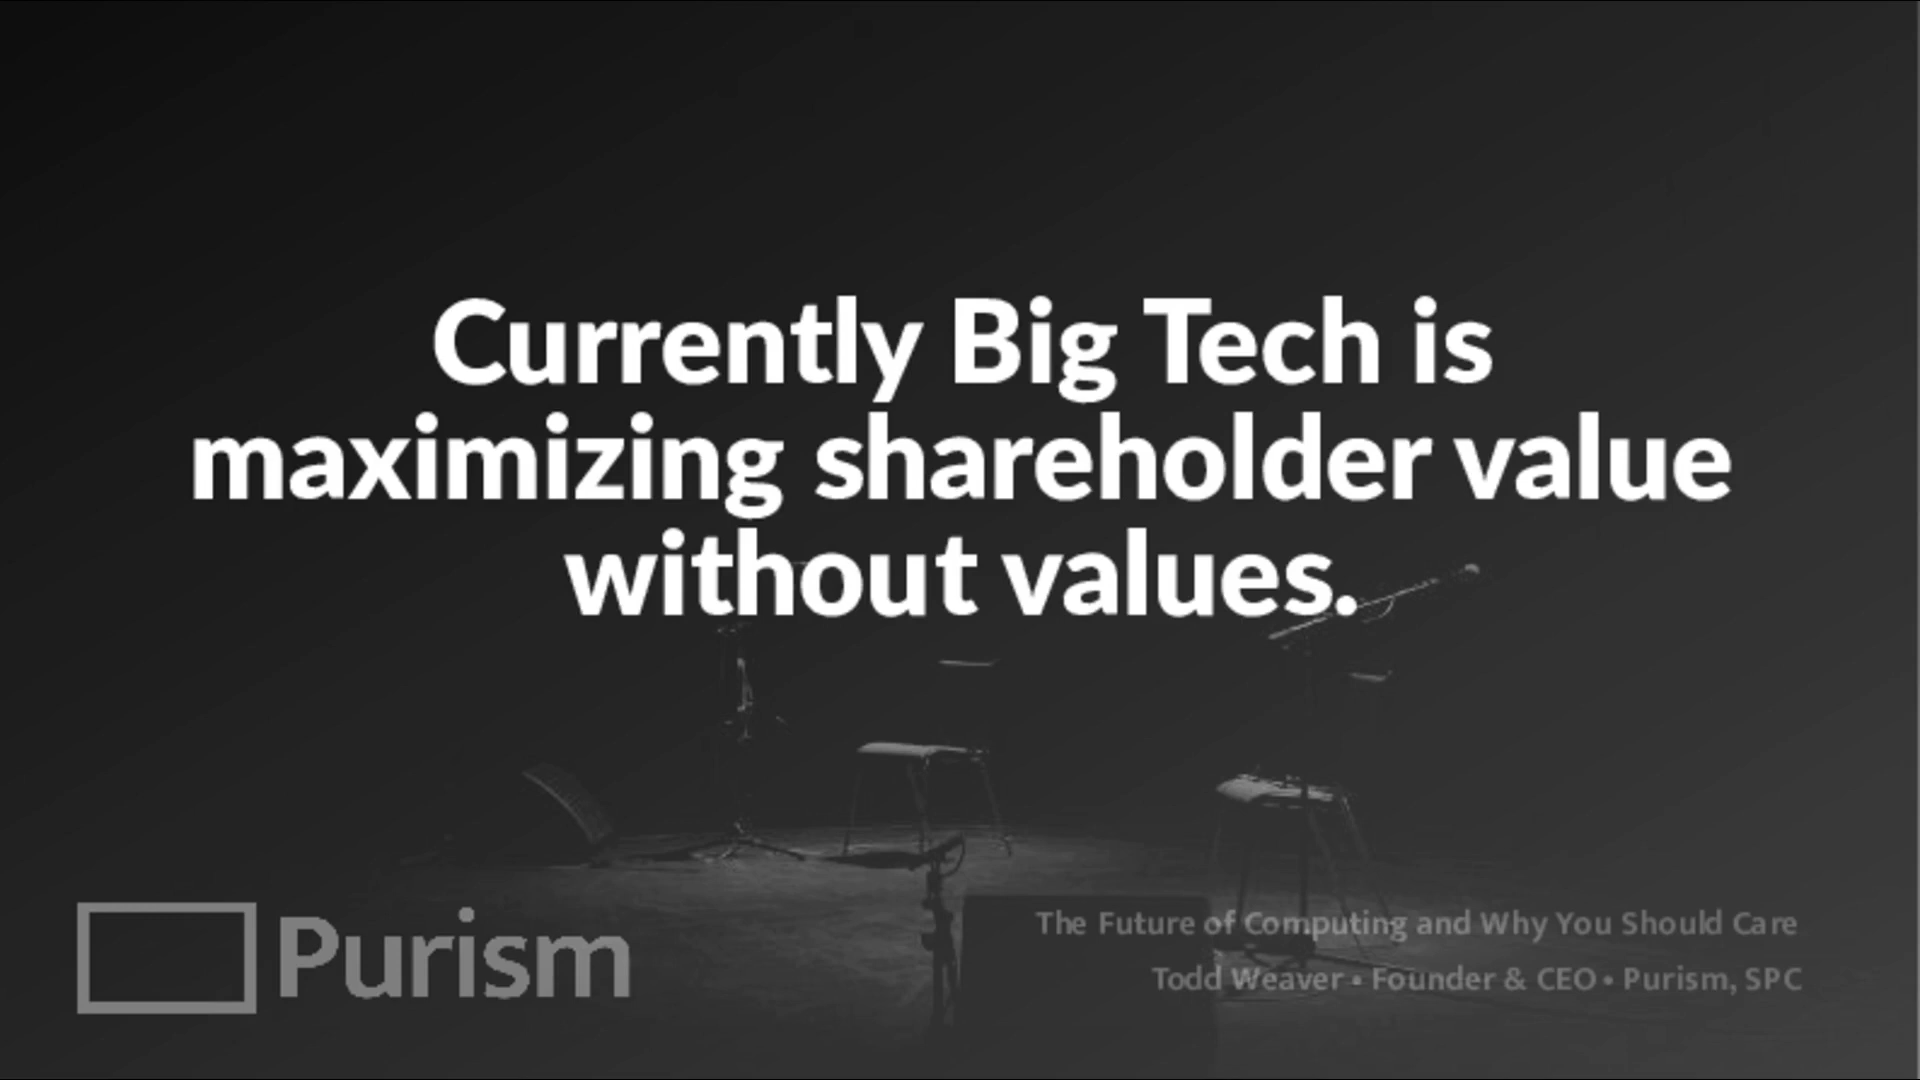 Currently Big Tech is
maximizing shareholder value
without values.
Purism
The Future of Computing and Why You Should Care
Todd Weaver • Founder & CEO • Purism, SPC